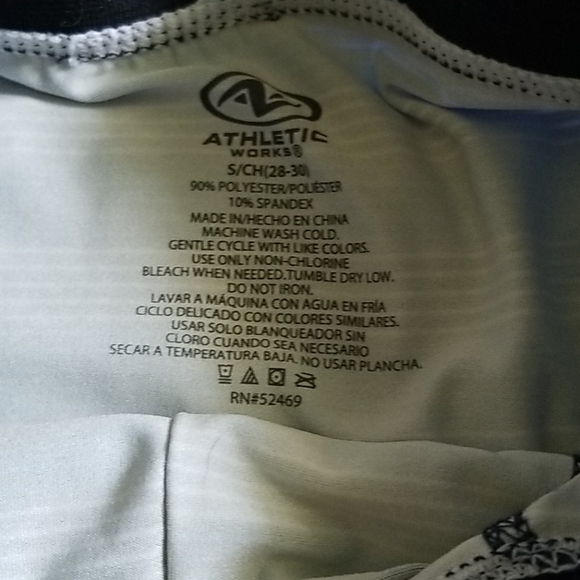 ATHLETIC
WORKS®
S/CH(28-30)
90% POLYESTER/POLIÉSTER
10% SPANDEX
MADE IN/HECHO EN CHINA
MACHINE WASH COLD.
GENTLE CYCLE WITH LIKE COLORS.
USE ONLY NON-CHLORINE
BLEACH WHEN NEEDED.TUMBLE DRY LOW.
DO NOT IRON.
LAVAR A MÁQUINA CON AGUA EN FRÍA
CICLO DELICADO CON COLORES SIMILARES.
USAR SOLO BLANQUEADOR SIN
CLORO CUANDO SEA NECESARIO
SECAR A TEMPERATURA BAJA. NO USAR PLANCHA.
RN#52469